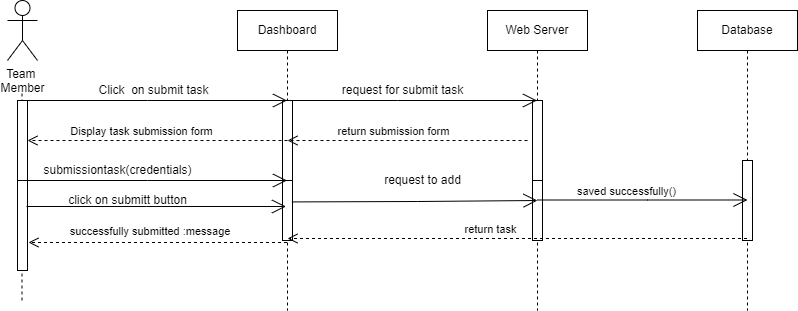 Dashboard
Web Server
Database
Team
Member
Click on submit task
request for submit task
Display task submission form
return submission form
submissiontask(credentials)
request to add
click on submitt button
saved successfully()
successfully submitted :message
return task